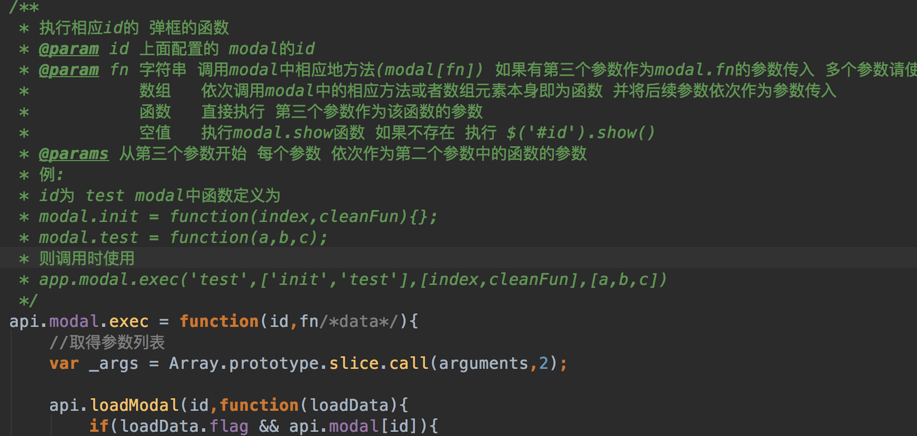 /**
* 执行相应id的 弹框的函数
* @param id 上面配置的 modal的id
* @param fn 字符串 调用modal中相应地方法(modal[fn]) 如果有第三个参数作为modal.fn的参数传入 多个参数请使
* 数组 依次调用modal中的相应方法或者数组元素本身即为函数 并将后续参数依次作为参数传入
* 函数 直接执行 第三个参数作为该函数的参数
* 空值 执行modal.show函数 如果不存在 执行 $('#id').show()
* @params 从第三个参数开始 每个参数 依次作为第二个参数中的函数的参数
* 例:
* id为 test modal中函数定义为
* modal.init = function(index,cleanFun){};
* modal.test = function(a,b,c);
* 则调用时使用
* app.modal.exec('test',['init','test'],[index,cleanFun],[a,b,c])
*/
api.modal.exec = function(id,fn/*data*/){
//取得参数列表
var _args = Array.prototype.slice.call(arguments,2);
api.loadModal(id,function(loadData){
if(loadData.flag && api.modal[id]){